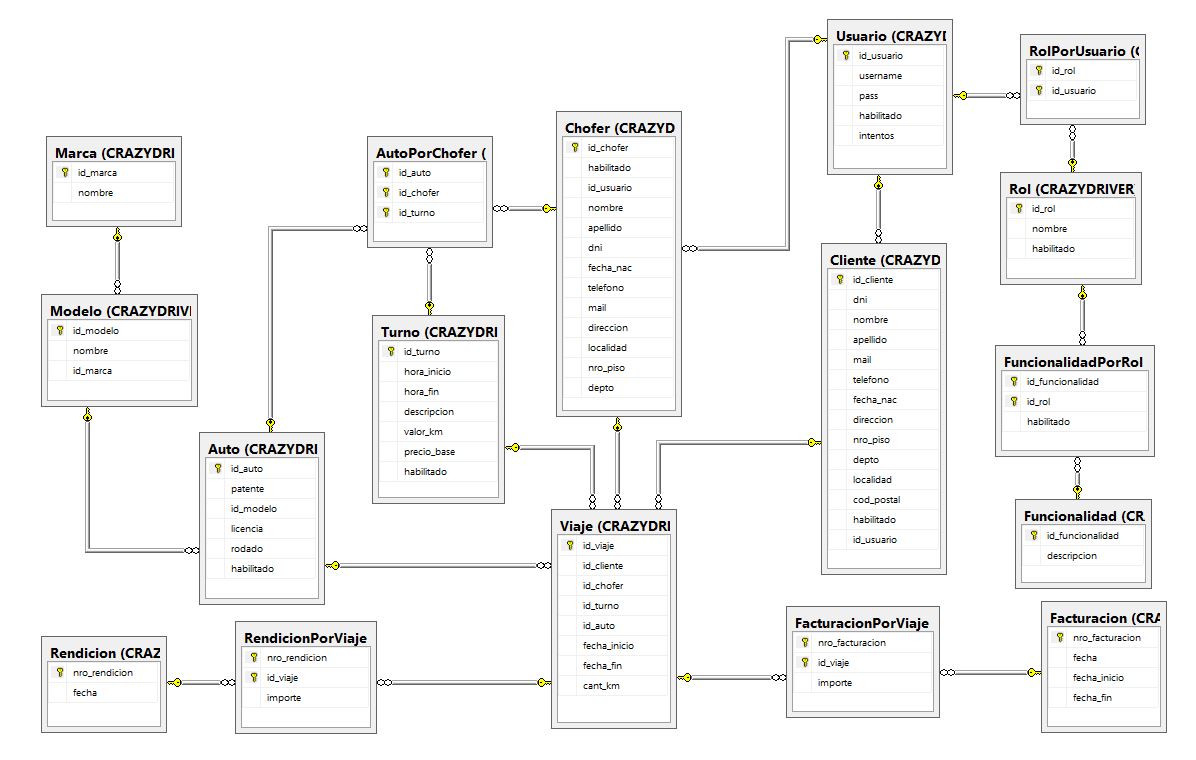 Usuario (CRAZYD
id_usuario
username
pass
habilitado
intentos
RolPorUsuario (C
id_rol
id_usuario
Chofer (CRAZYD
id_chofer
habilitado
id_usuario
nombre
apellido
dni
fecha_nac
telefono
mail
direccion
localidad
nro_piso
depto
Marca (CRAZYDRI
id_marca
nombre
AutoPorChofer (
id_auto
id_chofer
id_turno
Rol (CRAZYDRIVER
id_rol
nombre
habilitado
Cliente (CRAZYD
id_cliente
dni
nombre
apellido
mail
telefono
fecha_nac
direccion
nro_piso
depto
localidad
cod_postal
habilitado
id_usuario
Modelo (CRAZYDRIVI
id_modelo
nombre
id_marca
Turno (CRAZYDRI
id_turno
hora_inicio
hora_fin
descripcion
valor_km
precio_base
habilitado
FuncionalidadPorRol
id_funcionalidad
id_rol
habilitado
Auto (CRAZYDRI
id_auto
patente
id_modelo
licencia
rodado
habilitado
Funcionalidad (CR
id_funcionalidad
descripcion
Viaje (CRAZYDRI
id_viaje
id_cliente
id_chofer
id_turno
id_auto
fecha_inicio
fecha_fin
cant_km
Rendicion (CRAZ
nro_rendicion
fecha
RendicionPorViaje
nro_rendicion
id_viaje
importe
FacturacionPorViaje
nro_facturacion
id_viaje
importe
Facturacion (CRA
nro_facturacion
fecha
fecha_inicio
fecha_fin